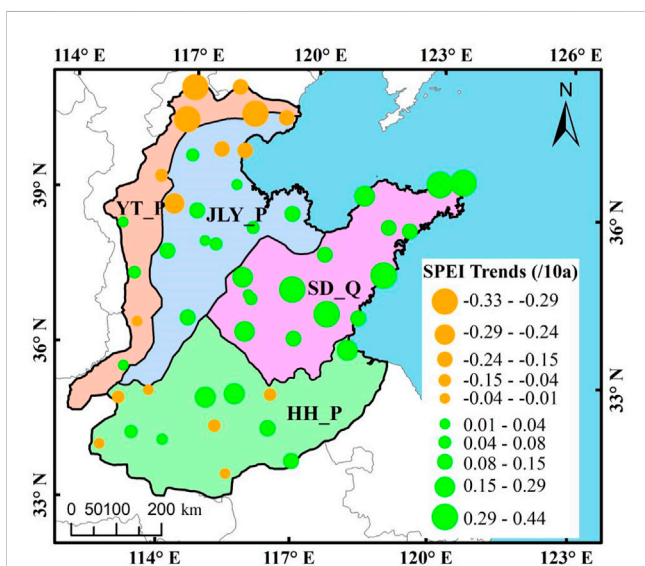 114° E 117° E 120° E 123° E 126° E
N
39° N
YT_P
JLY_P
36° N
SPEI Trends (/10a)
SD_Q
-0.33 - -0.29
-0.29 - -0.24
36° N
-0.24 - -0.15
-0.15 - -0.04
33° N
-0.04 - -0.01
HH_P
0.01 - 0.04
0.04 - 0.08
0.08 - 0.15
33° N
0.15 - 0.29
0 50 100 200 km
0.29 - 0.44
114° E 117° E 120° E 123° E